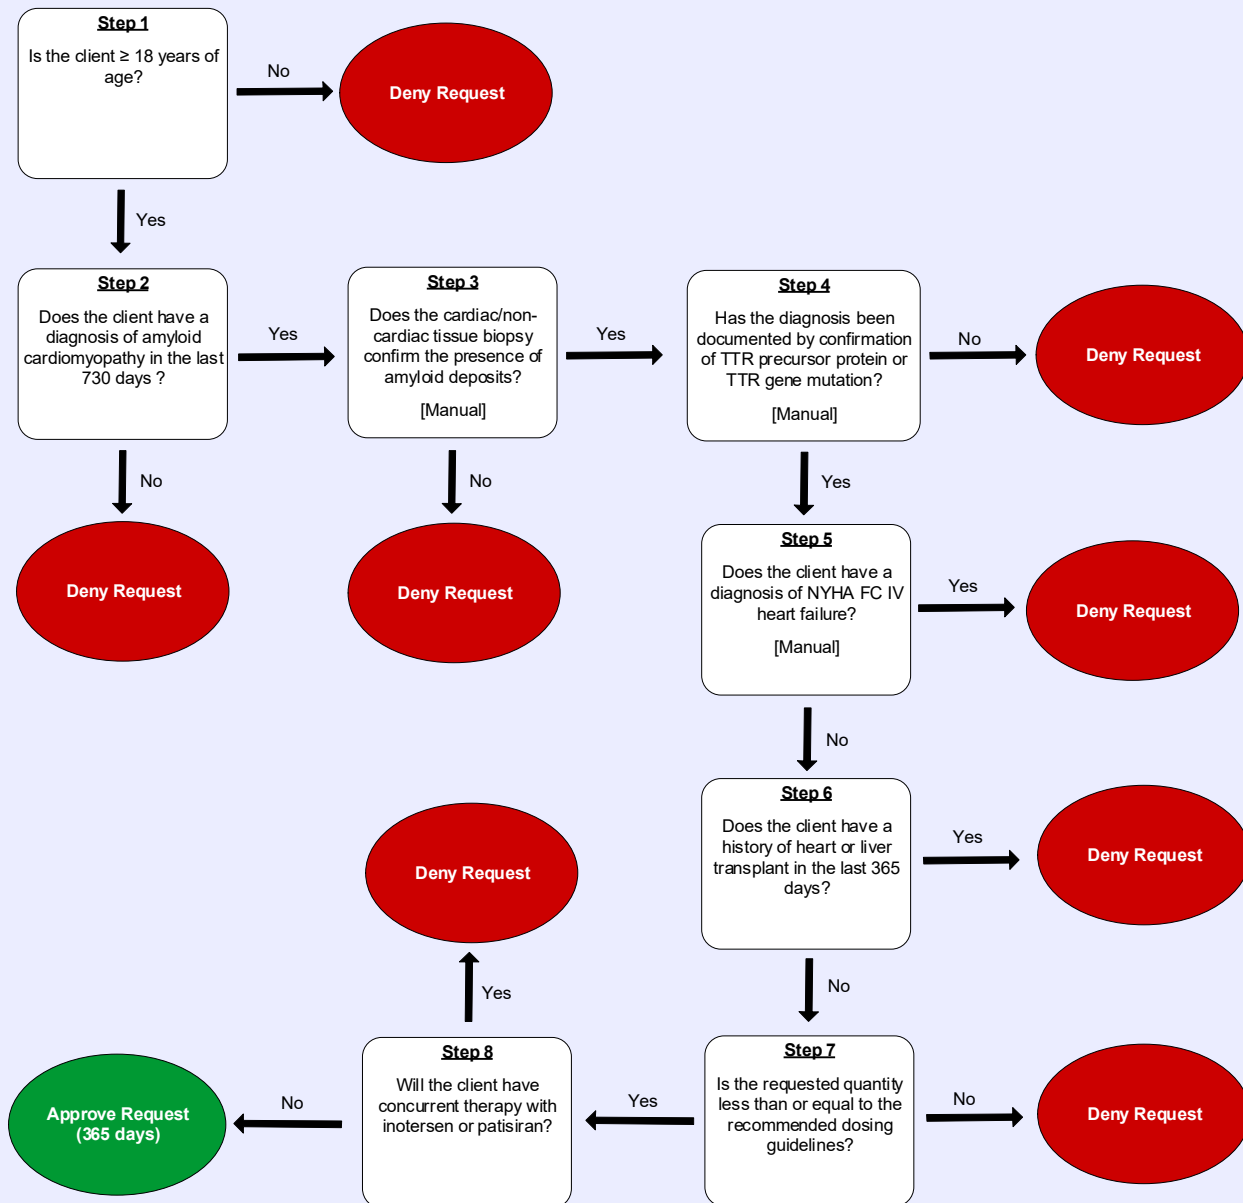 Step 1
Is the client ≥ 18 years of
age?
No
Deny Request
Yes
Step 2
Does the client have a
diagnosis of amyloid
cardiomyopathy in the last
730 days ?
Yes
Step 3
Does the cardiac/non-
cardiac tissue biopsy
confirm the presence of
amyloid deposits?
[Manual]
Yes
Step 4
Has the diagnosis been
documented by confirmation
of TTR precursor protein or
TTR gene mutation?
[Manual]
No
Deny Request
No
Deny Request
No
Deny Request
Yes
Step 5
Does the client have a
diagnosis of NYHA FC IV
heart failure?
[Manual]
Yes
Deny Request
No
Step 6
Does the client have a
history of heart or liver
transplant in the last 365
days?
Yes
Deny Request
No
Step 7
Is the requested quantity
less than or equal to the
recommended dosing
guidelines?
No
Deny Request
Yes
Step 8
Will the client have
concurrent therapy with
inotersen or patisiran?
Yes
Deny Request
No
Approve Request
(365 days)